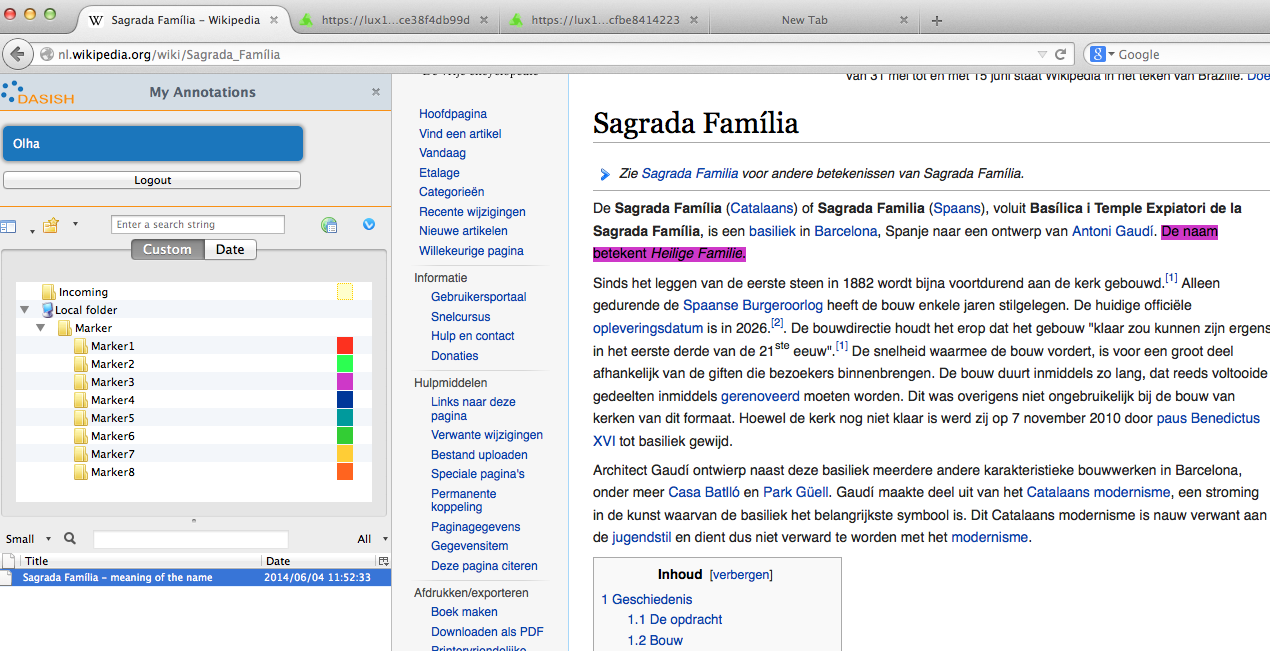 Sagrada Família – Wikipedia
https://lux1...ce38f4db99d
https://lux1...cfbe8414223
New Tab
nl.wikipedia.org/wiki/Sagrada_Família
Google
DASISH
My Annotations
Olha
Logout
Enter a search string
Custom
Date
Incoming
Local folder
Marker
Marker1
Marker2
Marker3
Marker4
Marker5
Marker6
Marker7
Marker8
Small
All
Title
Date
Sagrada Família – meaning of the name
2014/06/04 11:52:33
De vrije encyclopedie
Hoofdpagina
Vind een artikel
Vandaag
Etalage
Categorieën
Recente wijzigingen
Nieuwe artikelen
Willekeurige pagina
Informatie
Gebruikersportaal
Snelcursus
Hulp en contact
Donaties
Hulpmiddelen
Links naar deze
pagina
Verwante wijzigingen
Bestand uploaden
Speciale pagina's
Permanente
koppeling
Paginagegevens
Gegevensitem
Deze pagina citeren
Afdrukken/exporteren
Boek maken
Downloaden als PDF
Printervriendelijke
Van 31 mei tot en met 15 juni staat Wikipedia in het teken van Brazilië. Doe
Sagrada Família
Zie Sagrada Familia voor andere betekenissen van Sagrada Família.
De Sagrada Família (Catalaans) of Sagrada Familia (Spaans), voluit Basílica i Temple Expiatori de la
Sagrada Família, is een basiliek in Barcelona, Spanje naar een ontwerp van Antoni Gaudí. De naam
betekent Heilige Familie.
Sinds het leggen van de eerste steen in 1882 wordt bijna voortdurend aan de kerk gebouwd.[1] Alleen
gedurende de Spaanse Burgeroorlog heeft de bouw enkele jaren stilgelegen. De huidige officiële
opleveringsdatum is in 2026.[2]. De bouwdirectie houdt het erop dat het gebouw "klaar zou kunnen zijn ergens
in het eerste derde van de 21ste eeuw".[1] De snelheid waarmee de bouw vordert, is voor een groot deel
afhankelijk van de giften die bezoekers binnenbrengen. De bouw duurt inmiddels zo lang, dat reeds voltooide
gedeelten inmiddels gerenoveerd moeten worden. Dit was overigens niet ongebruikelijk bij de bouw van
kerken van dit formaat. Hoewel de kerk nog niet klaar is werd zij op 7 november 2010 door paus Benedictus
XVI tot basiliek gewijd.
Architect Gaudí ontwierp naast deze basiliek meerdere andere karakteristieke bouwwerken in Barcelona,
onder meer Casa Batlló en Park Güell. Gaudí maakte deel uit van het Catalaans modernisme, een stroming
in de kunst waarvan de basiliek het belangrijkste symbool is. Dit Catalaans modernisme is nauw verwant aan
de jugendstil en dient dus niet verward te worden met het modernisme.
Inhoud [verbergen]
1 Geschiedenis
1.1 De opdracht
1.2 Bouw